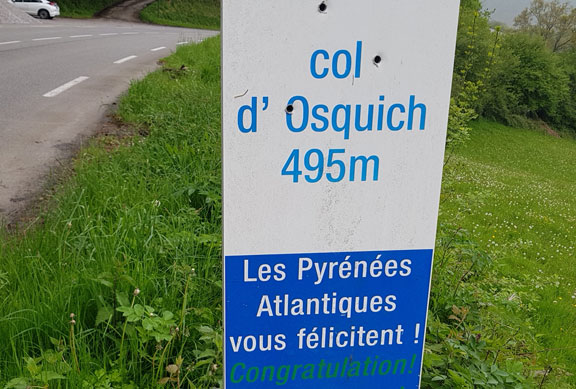 col
d' Osquich
495m
Les Pyrénées
Atlantiques
vous félicitent !
Congratulation!